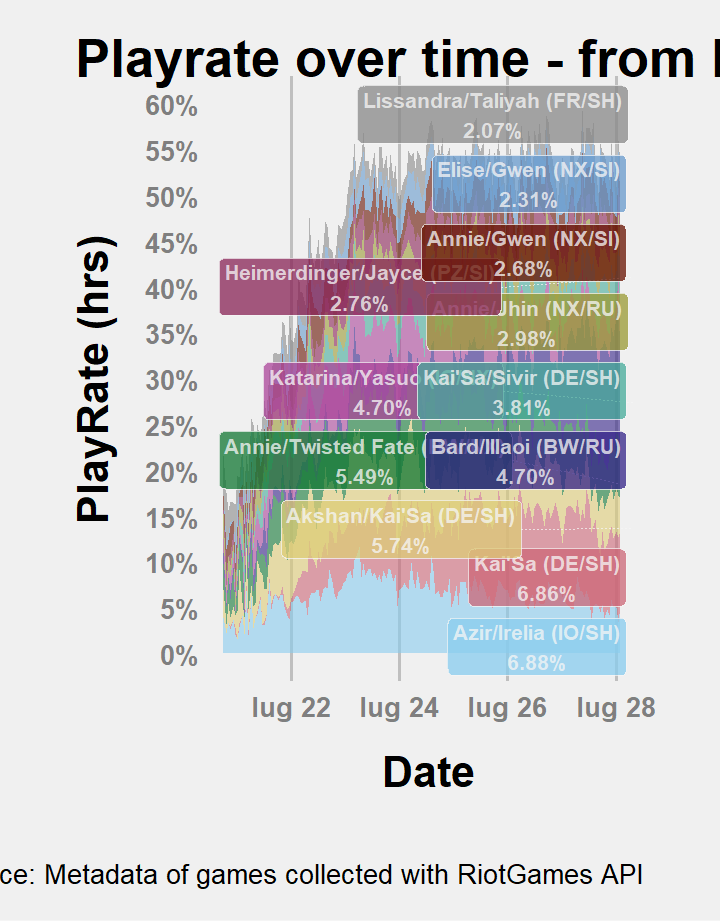 Playrate over time - from
60%
55%
50%
45%
40%
35%
30%
25%
20%
15%
10%
5%
0%
PlayRate (hrs)
Lissandra/Taliyah (FR/SH)
2.07%
Elise/Gwen (NX/SI)
2.31%
Annie/Gwen (NX/SI)
2.68%
Heimerdinger/Jayce (PZ/SI)
2.76%
Annie/Jhin (NX/RU)
2.98%
Katarina/Yasuo
4.70%
Kai'Sa/Sivir (DE/SH)
3.81%
Annie/Twisted Fate (
5.49%
Bard/Illaoi (BW/RU)
4.70%
Akshan/Kai'Sa (DE/SH)
5.74%
Kai'Sa (DE/SH)
6.86%
Azir/Irelia (IO/SH)
6.88%
lug 22 lug 24 lug 26 lug 28
Date
ce: Metadata of games collected with RiotGames API